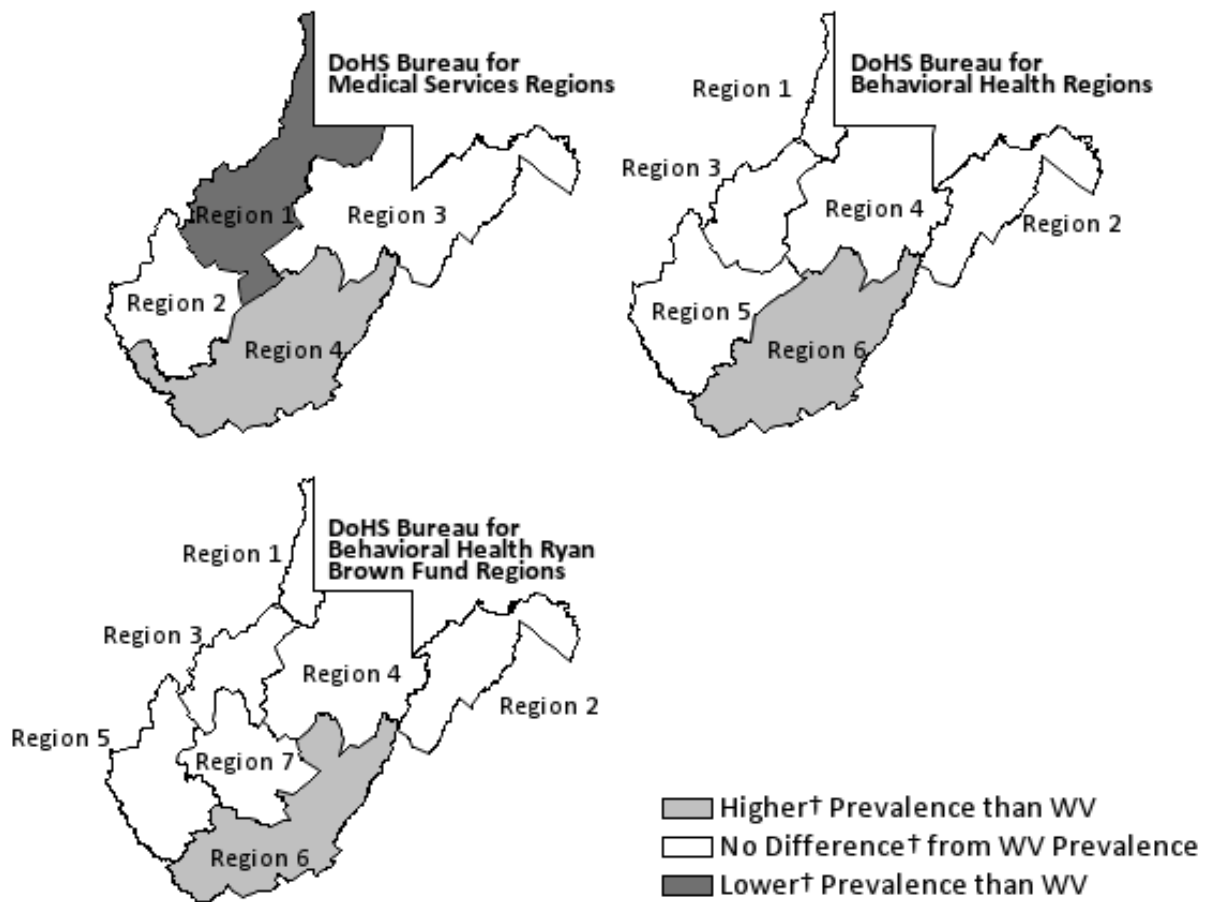 DoHS Bureau for
Medical Services Regions
Region 1
Region 3
Region 2
Region 4
DoHS Bureau for
Behavioral Health Regions
Region 1
Region 3
Region 4
Region 2
Region 5
Region 6
DoHS Bureau for
Behavioral Health Ryan
Brown Fund Regions
Region 1
Region 3
Region 4
Region 2
Region 5
Region 7
Region 6
Higher† Prevalence than WV
No Difference† from WV Prevalence
Lower† Prevalence than WV